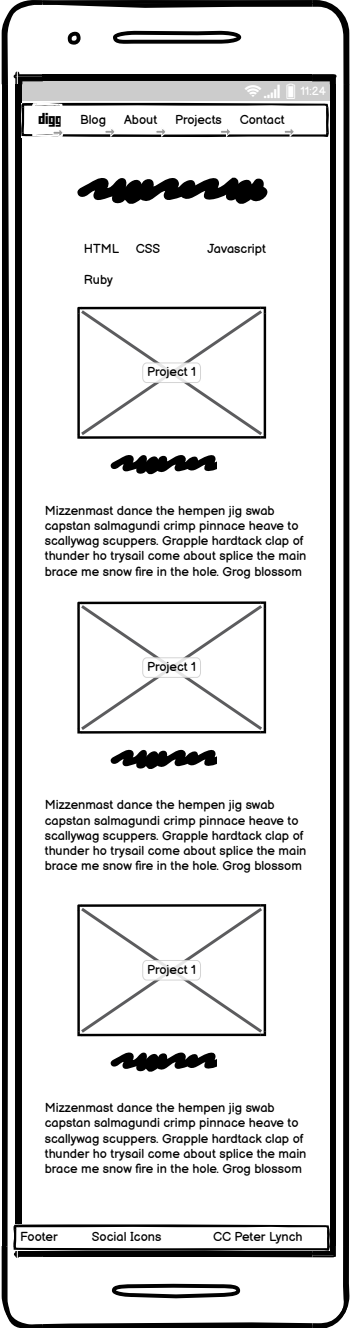 11:24
digg Blog About Projects Contact
HTML CSS Javascript
Ruby
Project 1
Mizzenmast dance the hempen jig swab
capstan salmagundi crimp pinnace heave to
scallywag scuppers. Grapple hardtack clap of
thunder ho trysail come about splice the main
brace me snow fire in the hole. Grog blossom
Project 1
Mizzenmast dance the hempen jig swab
capstan salmagundi crimp pinnace heave to
scallywag scuppers. Grapple hardtack clap of
thunder ho trysail come about splice the main
brace me snow fire in the hole. Grog blossom
Project 1
Mizzenmast dance the hempen jig swab
capstan salmagundi crimp pinnace heave to
scallywag scuppers. Grapple hardtack clap of
thunder ho trysail come about splice the main
brace me snow fire in the hole. Grog blossom
Footer Social Icons CC Peter Lynch